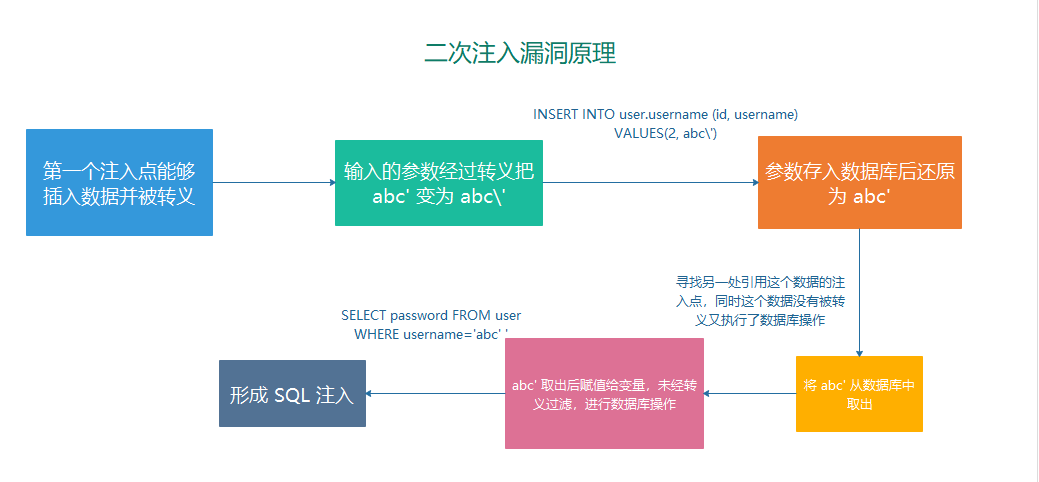 二次注入漏洞原理
INSERT INTO user.username (id, username)
VALUES(2, abc\')
第一个注入点能够
插入数据并被转义
输入的参数经过转义把
abc' 变为 abc\'
参数存入数据库后还原
为 abc'
寻找另一处引用这个数据的注
入点，同时这个数据没有被转
义又执行了数据库操作
将 abc' 从数据库中
取出
SELECT password FROM user
WHERE username='abc' '
abc' 取出后赋值给变量，未经转
义过滤，进行数据库操作
形成 SQL 注入